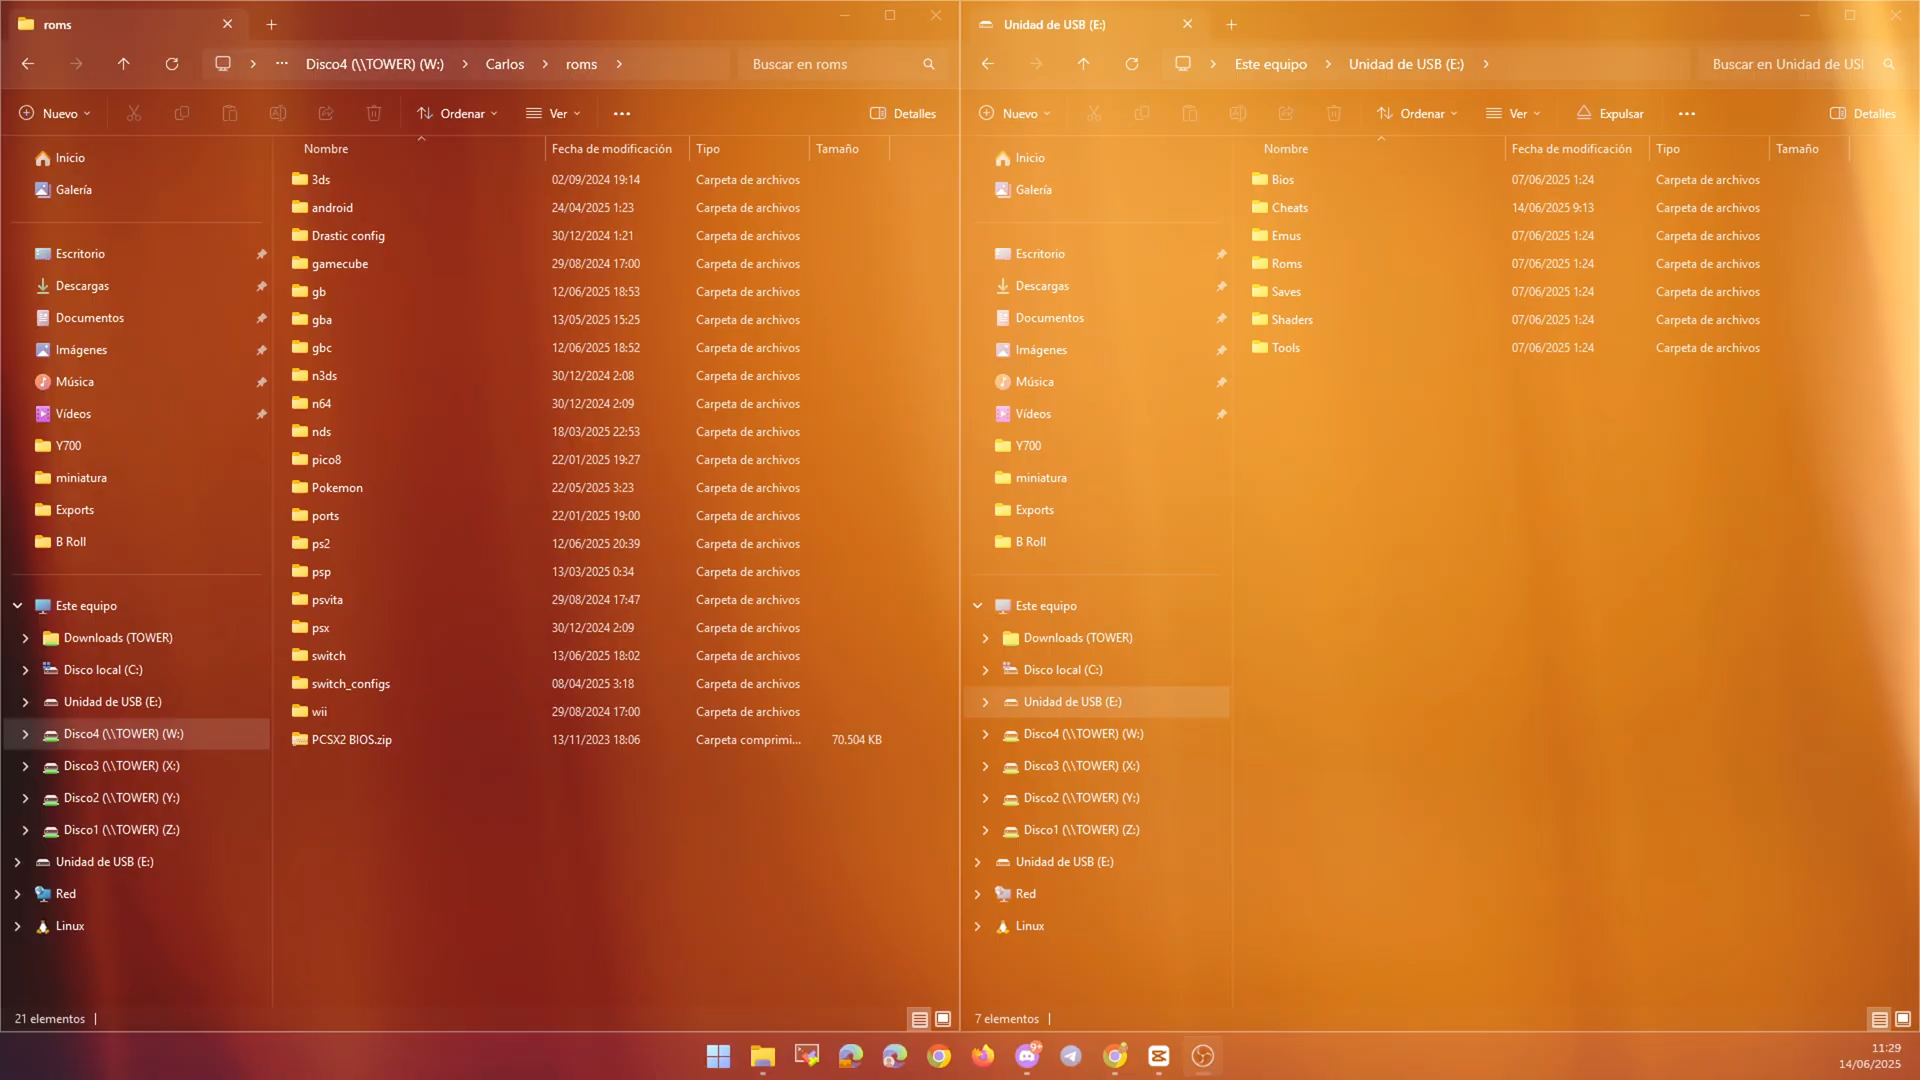 roms
Disco4 (\\TOWER) (W:) Carlos roms
Buscar en roms
Nuevo Ordenar Ver Detalles
Inicio
Galería
Escritorio
Descargas
Documentos
Imágenes
Música
Vídeos
Y700
miniatura
Exports
B Roll
Este equipo
Downloads (TOWER)
Disco local (C:)
Unidad de USB (E:)
Disco4 (\\TOWER) (W:)
Disco3 (\\TOWER) (X:)
Disco2 (\\TOWER) (Y:)
Disco1 (\\TOWER) (Z:)
Unidad de USB (E:)
Red
Linux
Nombre Fecha de modificación Tipo Tamaño
3ds 02/09/2024 19:14 Carpeta de archivos
android 24/04/2025 1:23 Carpeta de archivos
Drastic config 30/12/2024 1:21 Carpeta de archivos
gamecube 29/08/2024 17:00 Carpeta de archivos
gb 12/06/2025 18:53 Carpeta de archivos
gba 13/05/2025 15:25 Carpeta de archivos
gbc 12/06/2025 18:52 Carpeta de archivos
n3ds 30/12/2024 2:08 Carpeta de archivos
n64 30/12/2024 2:09 Carpeta de archivos
nds 18/03/2025 22:53 Carpeta de archivos
pico8 22/01/2025 19:27 Carpeta de archivos
Pokemon 22/05/2025 3:23 Carpeta de archivos
ports 22/01/2025 19:00 Carpeta de archivos
ps2 12/06/2025 20:39 Carpeta de archivos
psp 13/03/2025 0:34 Carpeta de archivos
psvita 29/08/2024 17:47 Carpeta de archivos
psx 30/12/2024 2:09 Carpeta de archivos
switch 13/06/2025 18:02 Carpeta de archivos
switch_configs 08/04/2025 3:18 Carpeta de archivos
wii 29/08/2024 17:00 Carpeta de archivos
PCSX2 BIOS.zip 13/11/2023 18:06 Carpeta comprimi... 70.504 KB
21 elementos
Unidad de USB (E:)
Este equipo Unidad de USB (E:)
Buscar en Unidad de USI
Nuevo Ordenar Ver Expulsar Detalles
Inicio
Galería
Escritorio
Descargas
Documentos
Imágenes
Música
Vídeos
Y700
miniatura
Exports
B Roll
Este equipo
Downloads (TOWER)
Disco local (C:)
Unidad de USB (E:)
Disco4 (\\TOWER) (W:)
Disco3 (\\TOWER) (X:)
Disco2 (\\TOWER) (Y:)
Disco1 (\\TOWER) (Z:)
Unidad de USB (E:)
Red
Linux
Nombre Fecha de modificación Tipo Tamaño
Bios 07/06/2025 1:24 Carpeta de archivos
Cheats 14/06/2025 9:13 Carpeta de archivos
Emus 07/06/2025 1:24 Carpeta de archivos
Roms 07/06/2025 1:24 Carpeta de archivos
Saves 07/06/2025 1:24 Carpeta de archivos
Shaders 07/06/2025 1:24 Carpeta de archivos
Tools 07/06/2025 1:24 Carpeta de archivos
7 elementos
9+
11:29
14/06/2025